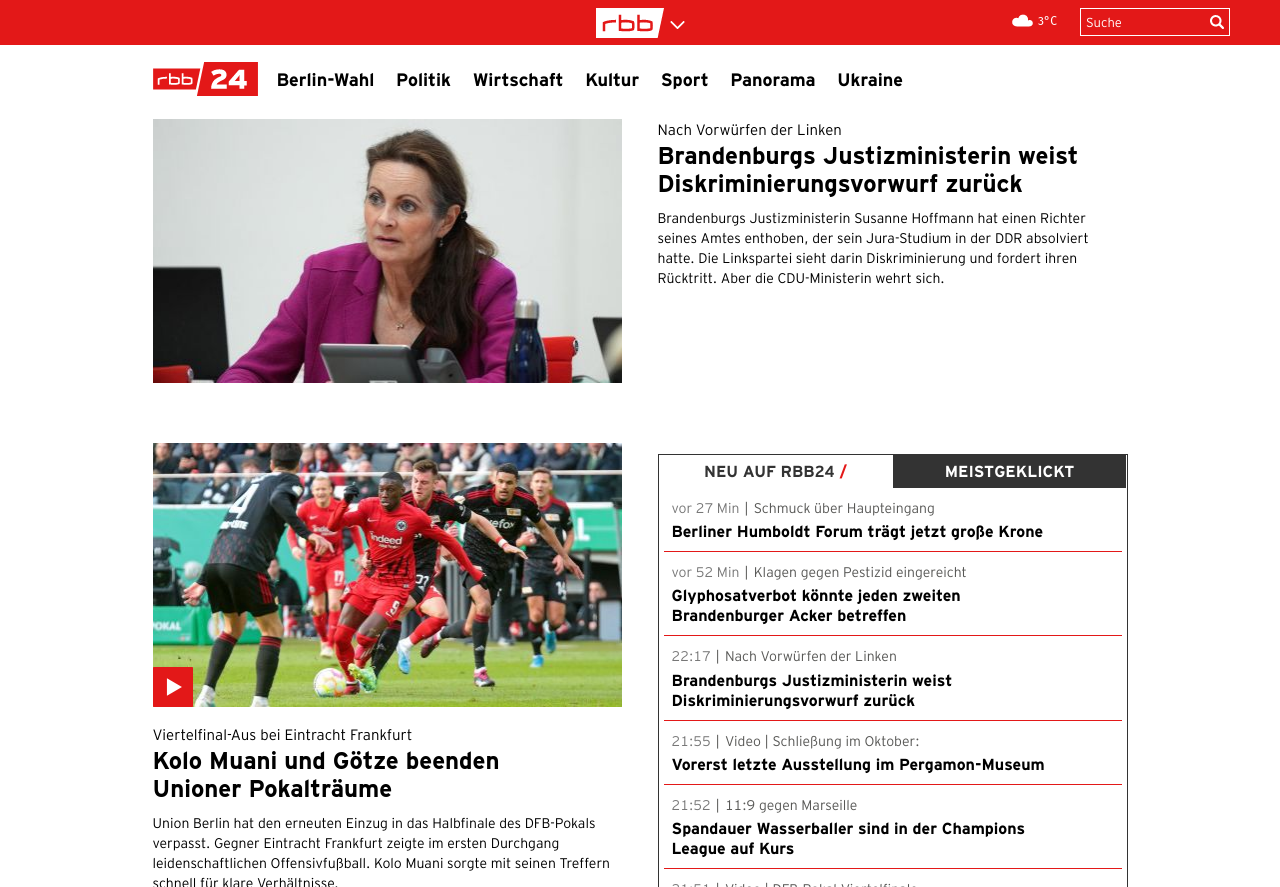 rbb
3°C
Suche
rbb 24
Berlin-Wahl
Politik
Wirtschaft
Kultur
Sport
Panorama
Ukraine
Nach Vorwürfen der Linken
Brandenburgs Justizministerin weist
Diskriminierungsvorwurf zurück
Brandenburgs Justizministerin Susanne Hoffmann hat einen Richter
seines Amtes enthoben, der sein Jura-Studium in der DDR absolviert
hatte. Die Linkspartei sieht darin Diskriminierung und fordert ihren
Rücktritt. Aber die CDU-Ministerin wehrt sich.
4
17
indeed
9
POKAL
Viertelfinal-Aus bei Eintracht Frankfurt
Kolo Muani und Götze beenden
Unioner Pokalträume
Union Berlin hat den erneuten Einzug in das Halbfinale des DFB-Pokals
verpasst. Gegner Eintracht Frankfurt zeigte im ersten Durchgang
leidenschaftlichen Offensivfußball. Kolo Muani sorgte mit seinen Treffern
schnell für klare Verhältnisse.
NEU AUF RBB24 /
MEISTGEKLICKT
vor 27 Min | Schmuck über Haupteingang
Berliner Humboldt Forum trägt jetzt große Krone
vor 52 Min | Klagen gegen Pestizid eingereicht
Glyphosatverbot könnte jeden zweiten
Brandenburger Acker betreffen
22:17 | Nach Vorwürfen der Linken
Brandenburgs Justizministerin weist
Diskriminierungsvorwurf zurück
21:55 | Video | Schließung im Oktober:
Vorerst letzte Ausstellung im Pergamon-Museum
21:52 | 11:9 gegen Marseille
Spandauer Wasserballer sind in der Champions
League auf Kurs
21:51 | Video | DFB-Pokal-Viertelfinale